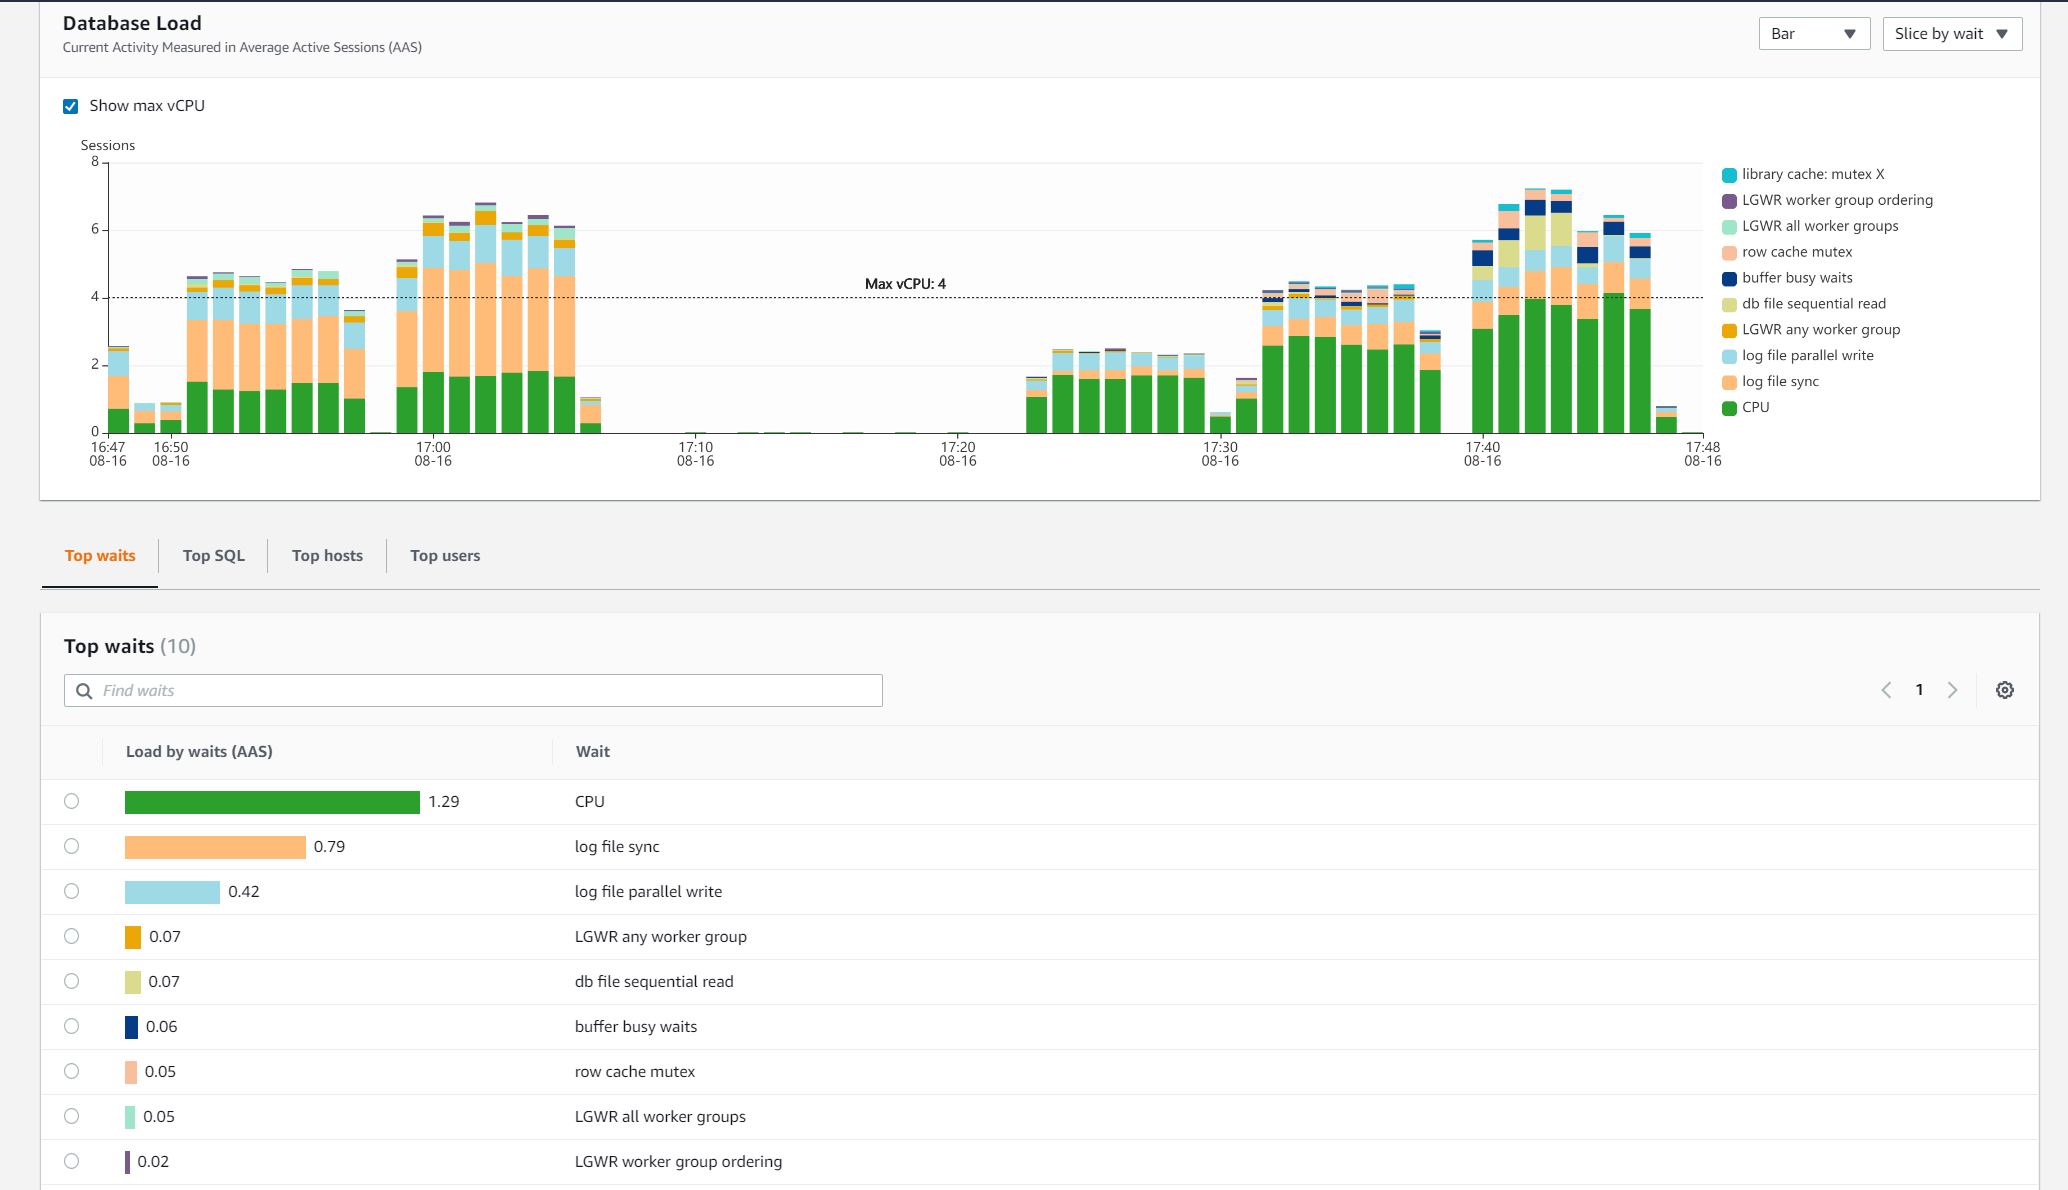 Database Load
Current Activity Measured in Average Active Sessions (AAS)
Bar
Slice by wait
Show max vCPU
Sessions
8
6
4
2
0
Max vCPU: 4
16:47 16:50 17:00 17:10 17:20 17:30 17:40 17:48
08-16 08-16 08-16 08-16 08-16 08-16 08-16 08-16
library cache: mutex X
LGWR worker group ordering
LGWR all worker groups
row cache mutex
buffer busy waits
db file sequential read
LGWR any worker group
log file parallel write
log file sync
CPU
Top waits Top SQL Top hosts Top users
Top waits (10)
Find waits
1
Load by waits (AAS) Wait
1.29 CPU
0.79 log file sync
0.42 log file parallel write
0.07 LGWR any worker group
0.07 db file sequential read
0.06 buffer busy waits
0.05 row cache mutex
0.05 LGWR all worker groups
0.02 LGWR worker group ordering